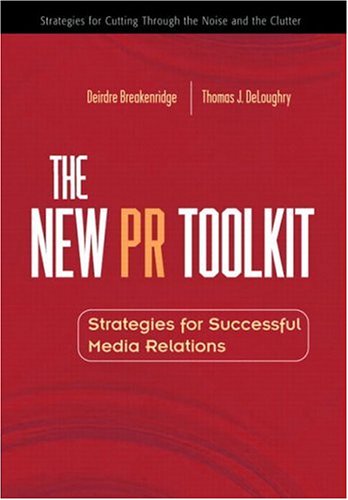 Strategies for Cutting Through the Noise and the Clutter
Deirdre Breakenridge | Thomas J. DeLoughry
THE
NEW PR TOOLKIT
Strategies for Successful
Media Relations